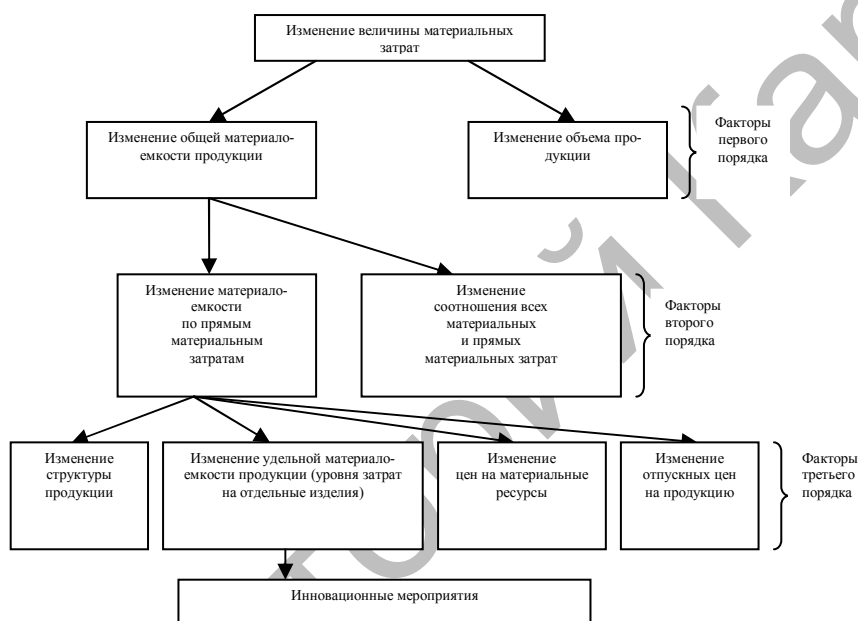 Изменение величины материальных
затрат
Изменение общей материало-
емкости продукции
Изменение объема про-
дукции
Факторы
первого
порядка
Изменение материало-
емкости
по прямым
материальным
затратам
Изменение
соотношения всех
материальных
и прямых
материальных затрат
Факторы
второго
порядка
Изменение
структуры
продукции
Изменение удельной материало-
емкости продукции (уровня затрат
на отдельные изделия)
Изменение
цен на материальные
ресурсы
Изменение
отпускных цен
на продукцию
Факторы
третьего
порядка
Инновационные мероприятия